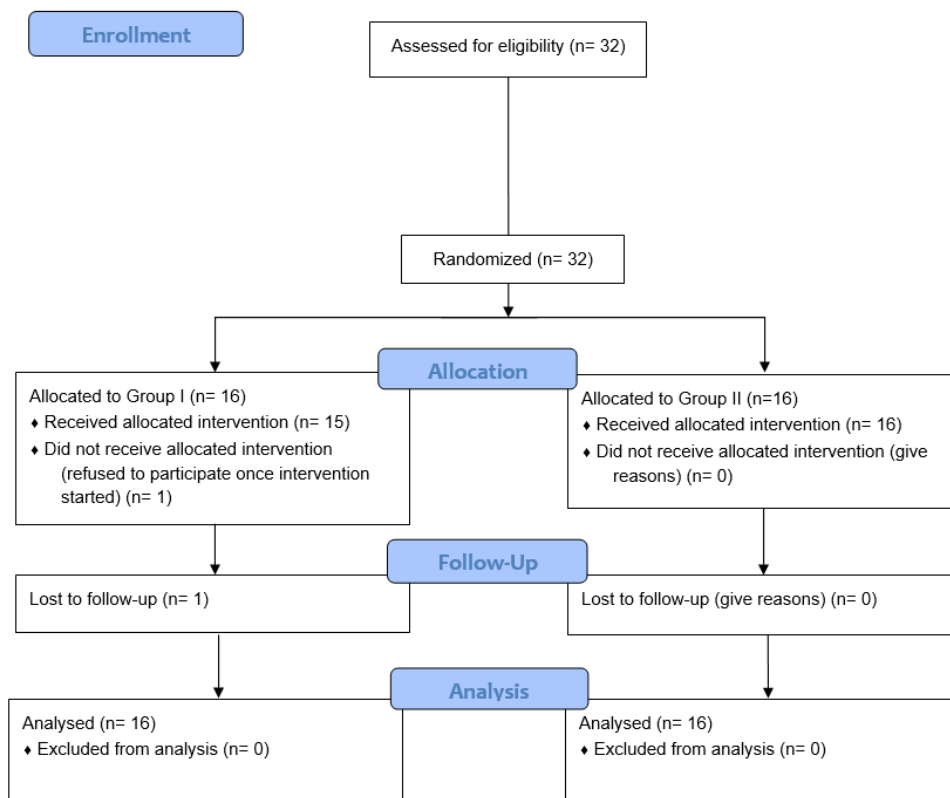 Enrollment
Assessed for eligibility (n= 32)
Randomized (n= 32)
Allocation
Allocated to Group I (n= 16)
♦ Received allocated intervention (n= 15)
♦ Did not receive allocated intervention
(refused to participate once intervention
started) (n= 1)
Allocated to Group II (n=16)
♦ Received allocated intervention (n= 16)
♦ Did not receive allocated intervention (give
reasons) (n= 0)
Follow-Up
Lost to follow-up (n= 1)
Lost to follow-up (give reasons) (n= 0)
Analysis
Analysed (n= 16)
♦ Excluded from analysis (n= 0)
Analysed (n= 16)
♦ Excluded from analysis (n= 0)